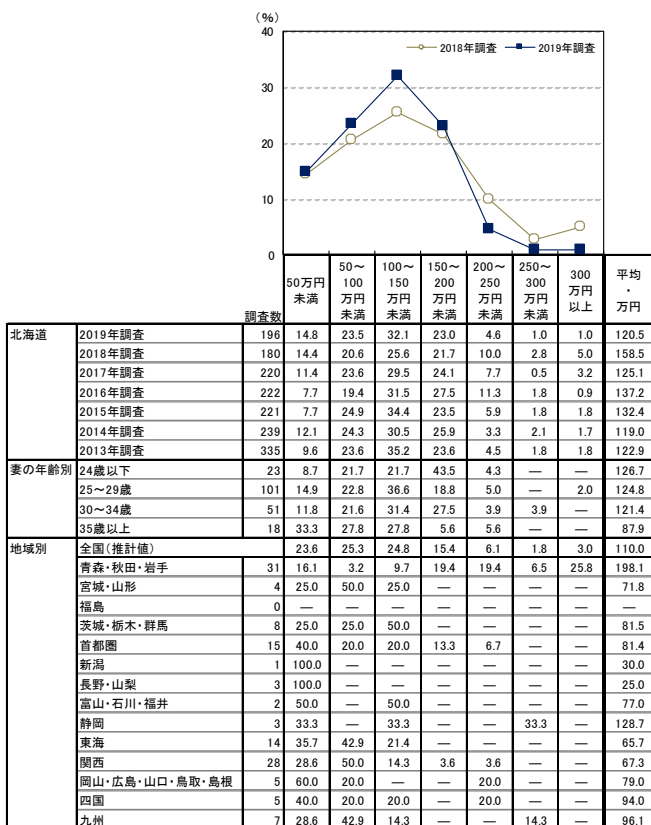 (%)
40
30
20
10
0
2018年調査 2019年調査
調査数 50万円未満 50～100万円未満 100～150万円未満 150～200万円未満 200～250万円未満 250～300万円未満 300万円以上 平均・万円
北海道 2019年調査 196 14.8 23.5 32.1 23.0 4.6 1.0 1.0 120.5
2018年調査 180 14.4 20.6 25.6 21.7 10.0 2.8 5.0 158.5
2017年調査 220 11.4 23.6 29.5 24.1 7.7 0.5 3.2 125.1
2016年調査 222 7.7 19.4 31.5 27.5 11.3 1.8 0.9 137.2
2015年調査 221 7.7 24.9 34.4 23.5 5.9 1.8 1.8 132.4
2014年調査 239 12.1 24.3 30.5 25.9 3.3 2.1 1.7 119.0
2013年調査 335 9.6 23.6 35.2 23.6 4.5 1.8 1.8 122.9
妻の年齢別 24歳以下 23 8.7 21.7 21.7 43.5 4.3 — — 126.7
25～29歳 101 14.9 22.8 36.6 18.8 5.0 — 2.0 124.8
30～34歳 51 11.8 21.6 31.4 27.5 3.9 3.9 — 121.4
35歳以上 18 33.3 27.8 27.8 5.6 5.6 — — 87.9
地域別 全国(推計値) 23.6 25.3 24.8 15.4 6.1 1.8 3.0 110.0
青森・秋田・岩手 31 16.1 3.2 9.7 19.4 19.4 6.5 25.8 198.1
宮城・山形 4 25.0 50.0 25.0 — — — — 71.8
福島 0 — — — — — — — —
茨城・栃木・群馬 8 25.0 25.0 50.0 — — — — 81.5
首都圏 15 40.0 20.0 20.0 13.3 6.7 — — 81.4
新潟 1 100.0 — — — — — — 30.0
長野・山梨 3 100.0 — — — — — — 25.0
富山・石川・福井 2 50.0 — 50.0 — — — — 77.0
静岡 3 33.3 — 33.3 — — 33.3 — 128.7
東海 14 35.7 42.9 21.4 — — — — 65.7
関西 28 28.6 50.0 14.3 3.6 3.6 — — 67.3
岡山・広島・山口・鳥取・島根 5 60.0 20.0 — — 20.0 — — 79.0
四国 5 40.0 20.0 20.0 — 20.0 — — 94.0
九州 7 28.6 42.9 14.3 — — 14.3 — 96.1